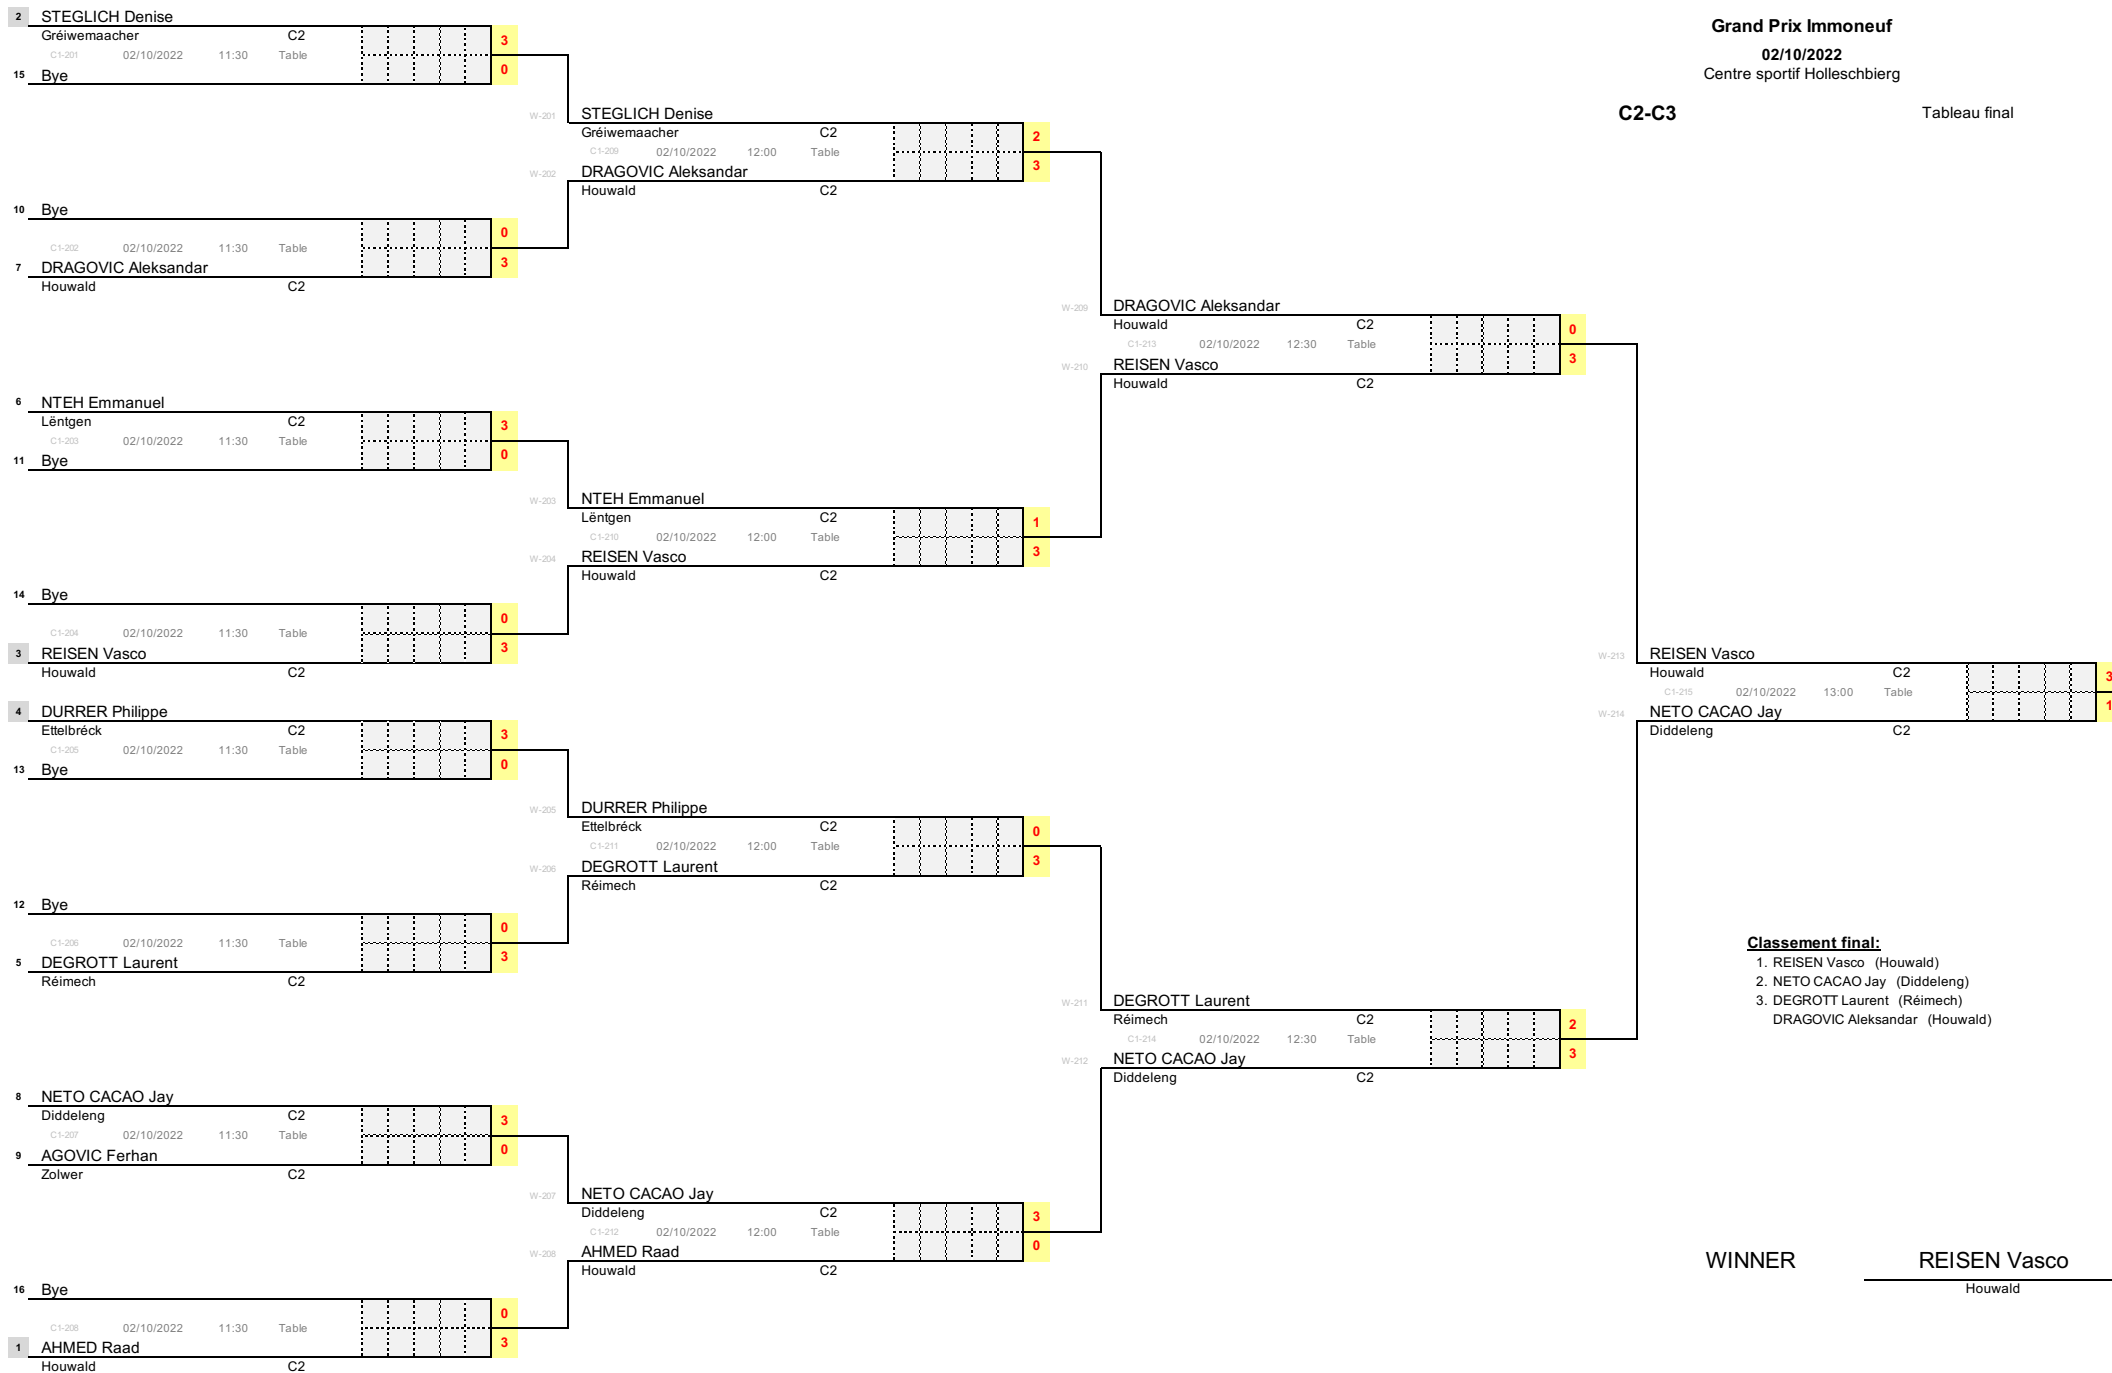 Grand Prix Immoneuf
02/10/2022
Centre sportif Holleschbierg
C2-C3 Tableau final
2 STEGLICH Denise
Gréiwemaacher C2
3
C1-201 02/10/2022 11:30 Table
0
15 Bye
10 Bye
0
C1-202 02/10/2022 11:30 Table
3
7 DRAGOVIC Aleksandar
Houwald C2
6 NTEH Emmanuel
Lëntgen C2
3
C1-203 02/10/2022 11:30 Table
0
11 Bye
14 Bye
0
C1-204 02/10/2022 11:30 Table
3
3 REISEN Vasco
Houwald C2
4 DURRER Philippe
Ettelbréck C2
3
C1-205 02/10/2022 11:30 Table
0
13 Bye
12 Bye
0
C1-206 02/10/2022 11:30 Table
3
5 DEGROTT Laurent
Réimech C2
8 NETO CACAO Jay
Diddeleng C2
3
C1-207 02/10/2022 11:30 Table
0
9 AGOVIC Ferhan
Zolwer C2
16 Bye
0
C1-208 02/10/2022 11:30 Table
3
1 AHMED Raad
Houwald C2
W-201 STEGLICH Denise
Gréiwemaacher C2
2
C1-209 02/10/2022 12:00 Table
3
W-202 DRAGOVIC Aleksandar
Houwald C2
W-203 NTEH Emmanuel
Lëntgen C2
1
C1-210 02/10/2022 12:00 Table
3
W-204 REISEN Vasco
Houwald C2
W-205 DURRER Philippe
Ettelbréck C2
0
C1-211 02/10/2022 12:00 Table
3
W-206 DEGROTT Laurent
Réimech C2
W-207 NETO CACAO Jay
Diddeleng C2
3
C1-212 02/10/2022 12:00 Table
0
W-208 AHMED Raad
Houwald C2
W-209 DRAGOVIC Aleksandar
Houwald C2
0
C1-213 02/10/2022 12:30 Table
3
W-210 REISEN Vasco
Houwald C2
W-211 DEGROTT Laurent
Réimech C2
2
C1-214 02/10/2022 12:30 Table
3
W-212 NETO CACAO Jay
Diddeleng C2
W-213 REISEN Vasco
Houwald C2
3
C1-215 02/10/2022 13:00 Table
1
W-214 NETO CACAO Jay
Diddeleng C2
Classement final:
1. REISEN Vasco (Houwald)
2. NETO CACAO Jay (Diddeleng)
3. DEGROTT Laurent (Réimech)
DRAGOVIC Aleksandar (Houwald)
WINNER REISEN Vasco
Houwald